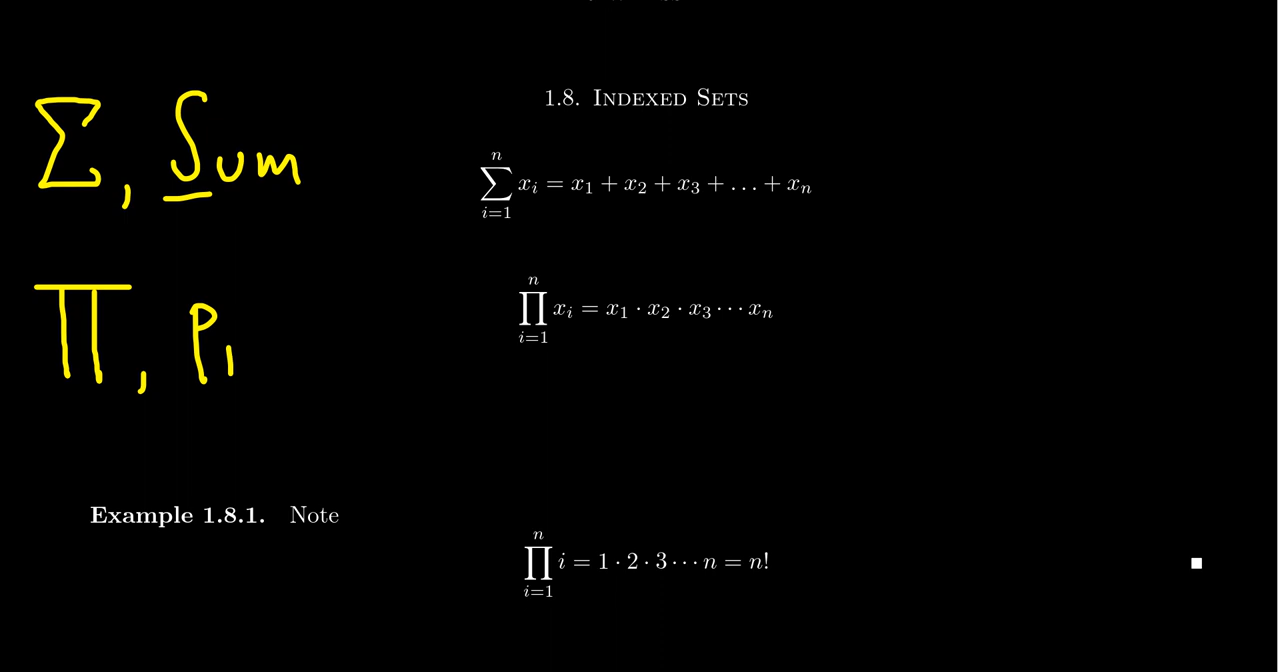 1.8. Indexed Sets
Σ, Sum
∑_{i=1}^{n} x_i = x_1 + x_2 + x_3 + ... + x_n
∏, Pi
∏_{i=1}^{n} x_i = x_1 · x_2 · x_3 ··· x_n
Example 1.8.1. Note
∏_{i=1}^{n} i = 1 · 2 · 3 ··· n = n!